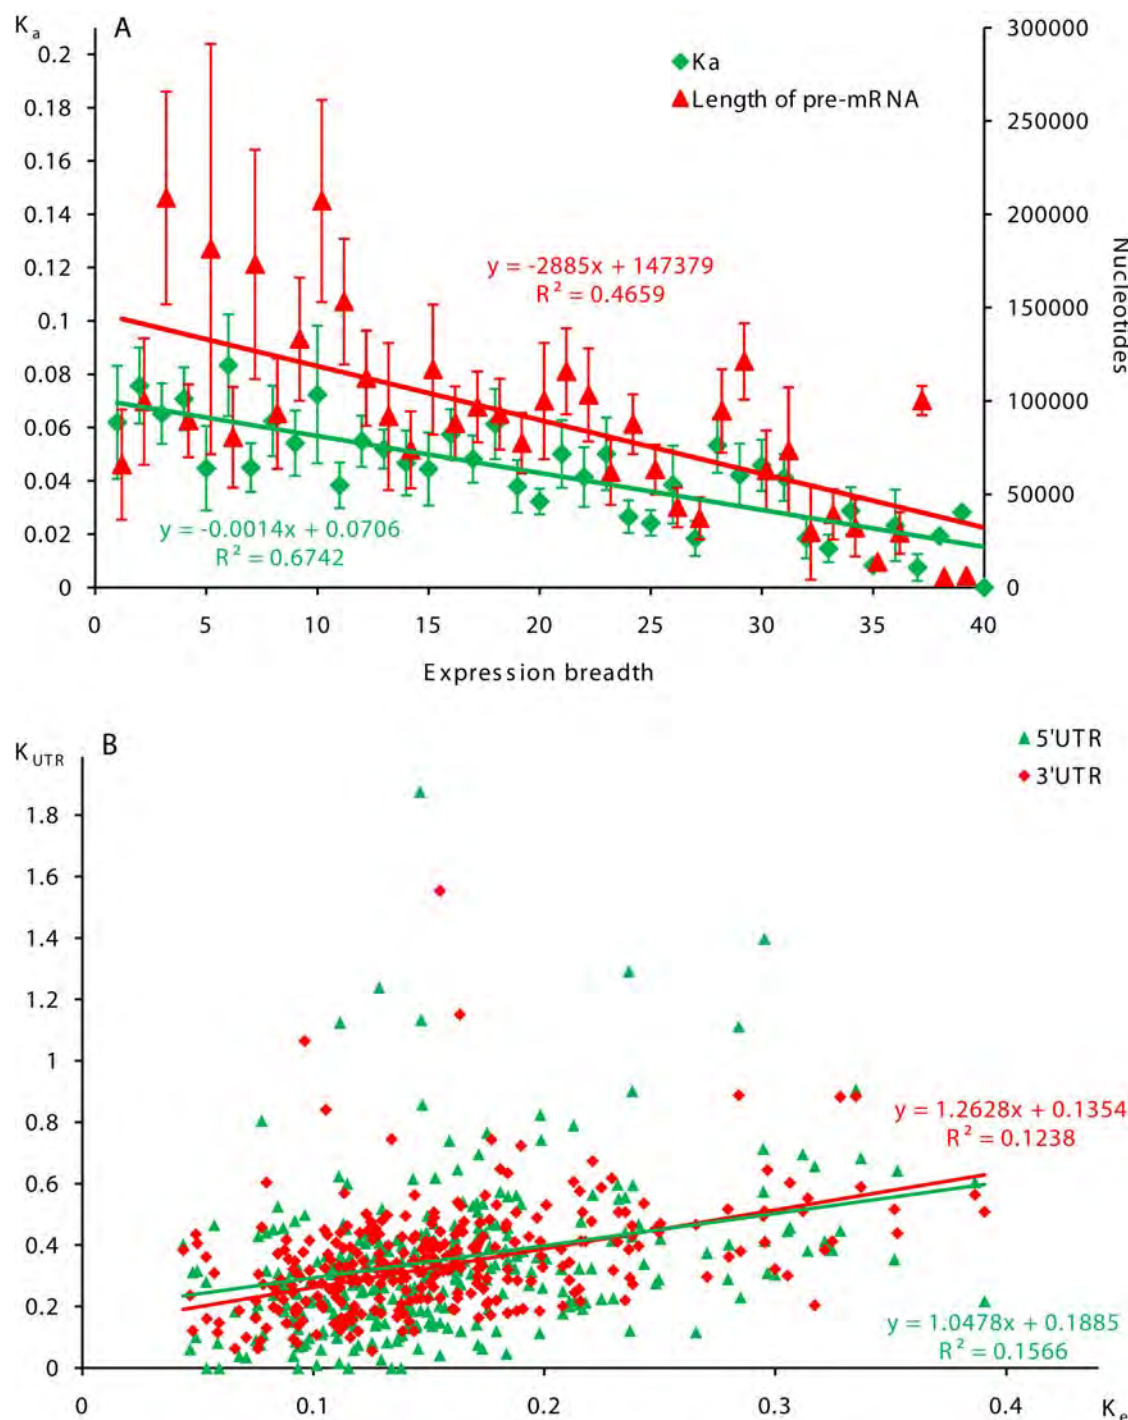 Ka
A
0.2
0.18
0.16
0.14
0.12
0.1
0.08
0.06
0.04
0.02
0
Ka
Length of pre-mRNA
y = -2885x + 147379
R² = 0.4659
y = -0.0014x + 0.0706
R² = 0.6742
300000
250000
200000
150000
100000
50000
0
Nucleotides
0 5 10 15 20 25 30 35 40
Expression breadth
K UTR
B
5'UTR
3'UTR
1.8
1.6
1.4
1.2
1
0.8
0.6
0.4
0.2
0
y = 1.2628x + 0.1354
R² = 0.1238
y = 1.0478x + 0.1885
R² = 0.1566
0 0.1 0.2 0.3 0.4 Ke